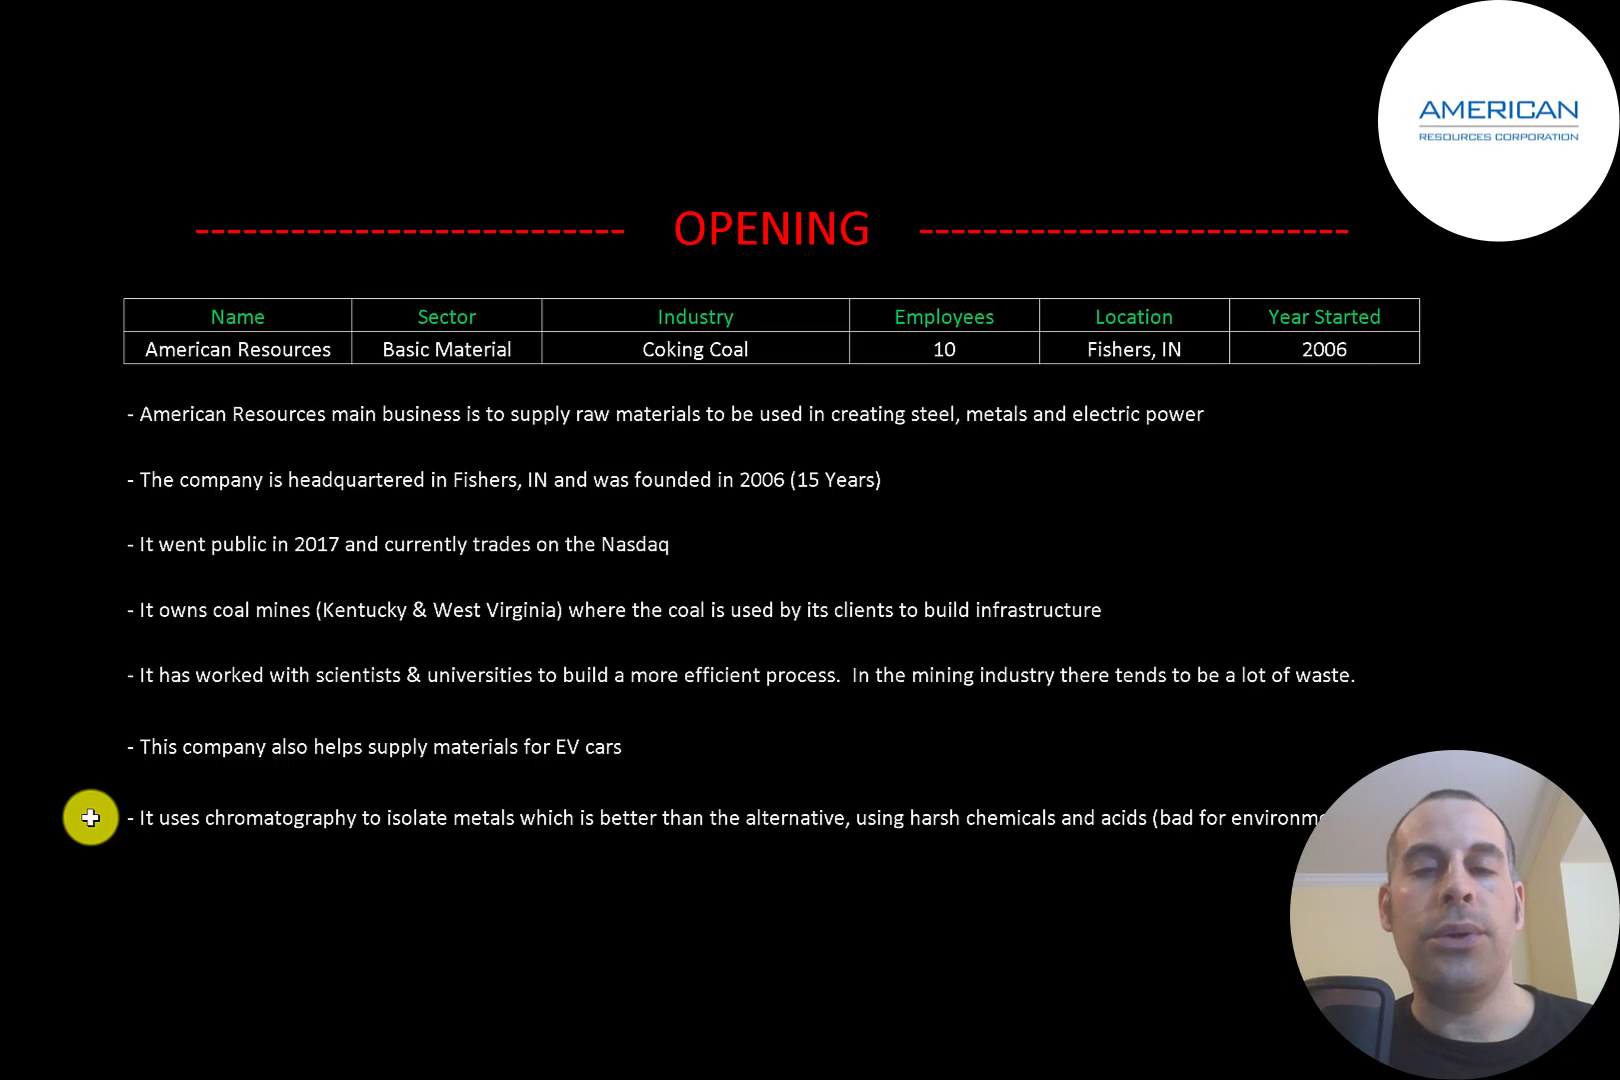 AMERICAN
RESOURCES CORPORATION
--------------------------- OPENING ---------------------------
Name Sector Industry Employees Location Year Started
American Resources Basic Material Coking Coal 10 Fishers, IN 2006
- American Resources main business is to supply raw materials to be used in creating steel, metals and electric power
- The company is headquartered in Fishers, IN and was founded in 2006 (15 Years)
- It went public in 2017 and currently trades on the Nasdaq
- It owns coal mines (Kentucky & West Virginia) where the coal is used by its clients to build infrastructure
- It has worked with scientists & universities to build a more efficient process.  In the mining industry there tends to be a lot of waste.
- This company also helps supply materials for EV cars
- It uses chromatography to isolate metals which is better than the alternative, using harsh chemicals and acids (bad for